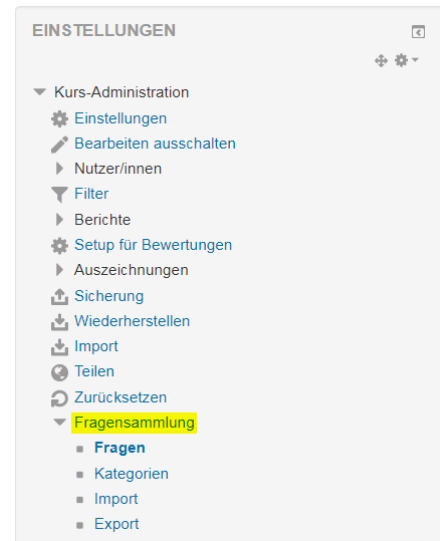 EINSTELLUNGEN
Kurs-Administration
Einstellungen
Bearbeiten ausschalten
Nutzer/innen
Filter
Berichte
Setup für Bewertungen
Auszeichnungen
Sicherung
Wiederherstellen
Import
Teilen
Zurücksetzen
Fragensammlung
Fragen
Kategorien
Import
Export